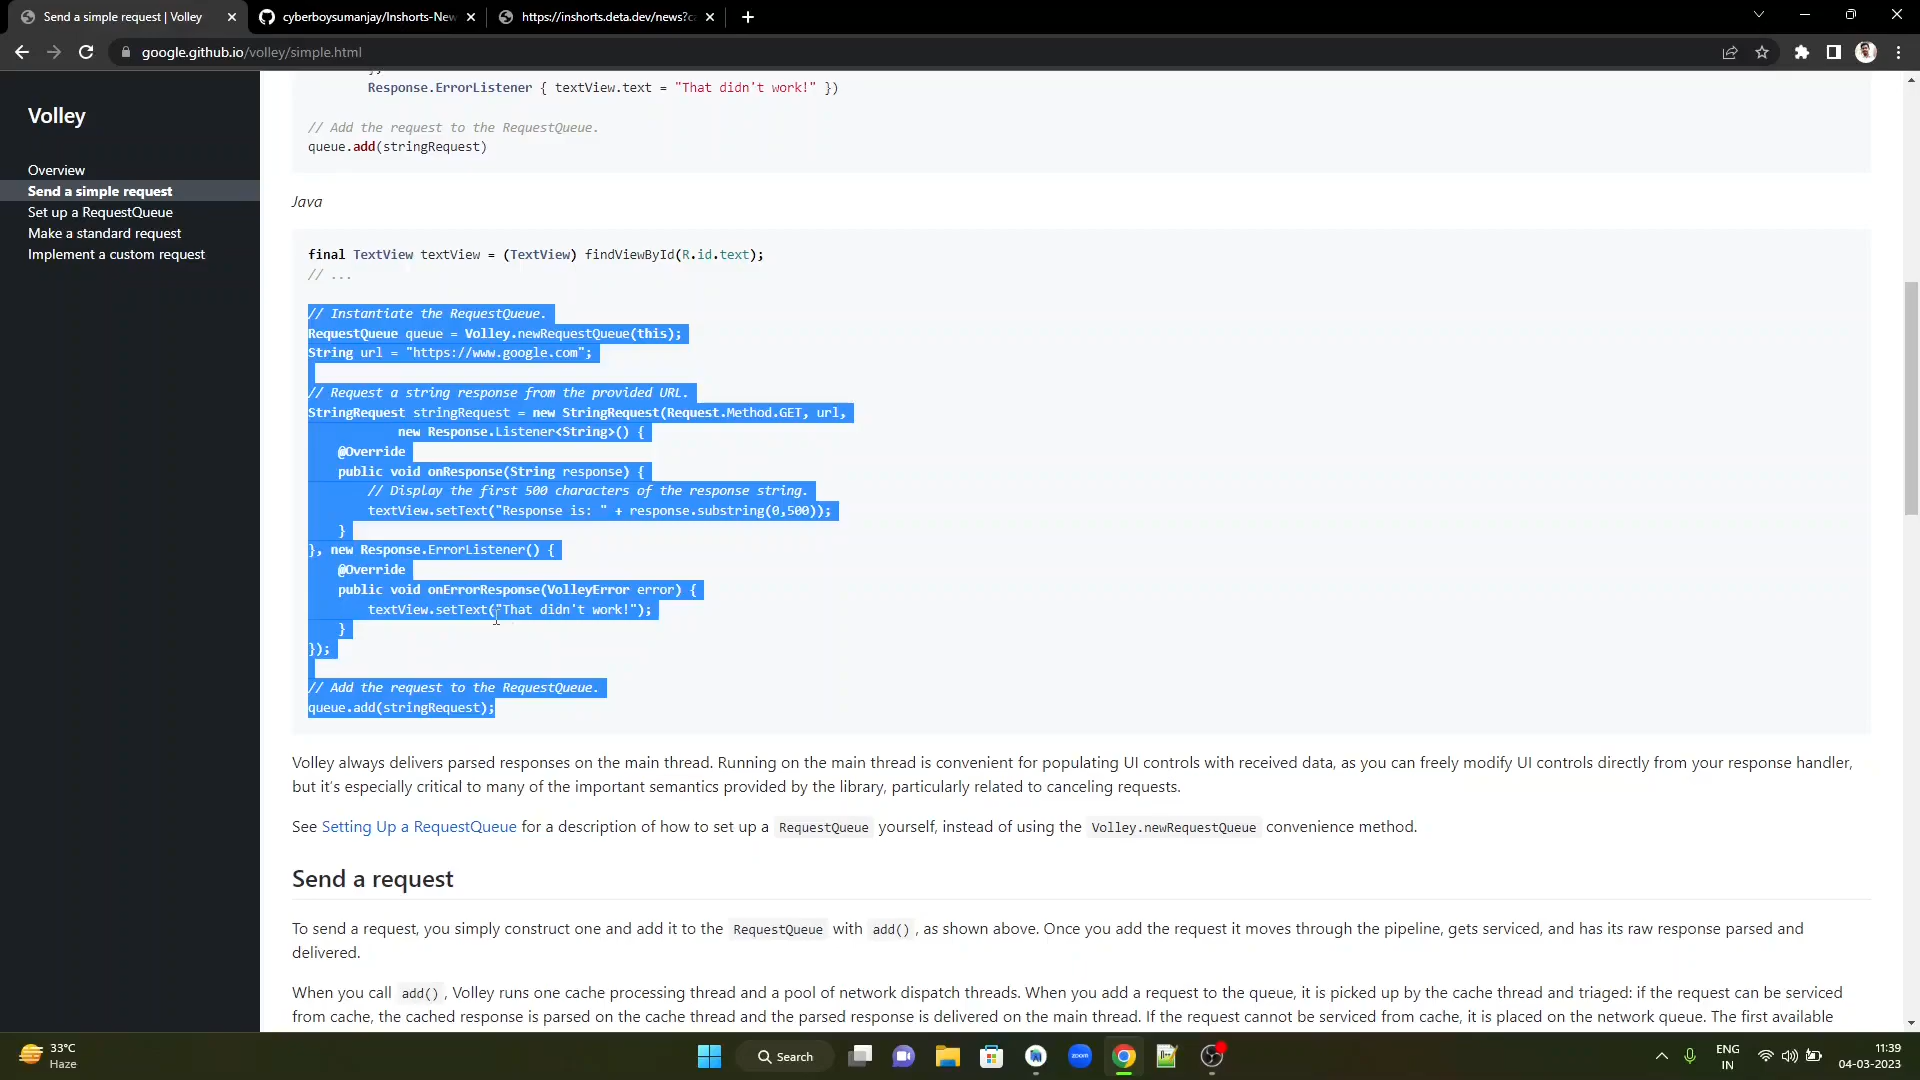 Send a simple request | Volley
cyberboysumanjay/Inshorts-New
https://inshorts.deta.dev/news?c
google.github.io/volley/simple.html
Volley
Overview
Send a simple request
Set up a RequestQueue
Make a standard request
Implement a custom request
Response.ErrorListener { textView.text = "That didn't work!" })
// Add the request to the RequestQueue.
queue.add(stringRequest)
Java
final TextView textView = (TextView) findViewById(R.id.text);
// ...
// Instantiate the RequestQueue.
RequestQueue queue = Volley.newRequestQueue(this);
String url = "https://www.google.com";
// Request a string response from the provided URL.
StringRequest stringRequest = new StringRequest(Request.Method.GET, url,
new Response.Listener<String>() {
@Override
public void onResponse(String response) {
// Display the first 500 characters of the response string.
textView.setText("Response is: " + response.substring(0,500));
}
}, new Response.ErrorListener() {
@Override
public void onErrorResponse(VolleyError error) {
textView.setText("That didn't work!");
}
});
// Add the request to the RequestQueue.
queue.add(stringRequest);
Volley always delivers parsed responses on the main thread. Running on the main thread is convenient for populating UI controls with received data, as you can freely modify UI controls directly from your response handler,
but it's especially critical to many of the important semantics provided by the library, particularly related to canceling requests.
See Setting Up a RequestQueue for a description of how to set up a RequestQueue yourself, instead of using the Volley.newRequestQueue convenience method.
Send a request
To send a request, you simply construct one and add it to the RequestQueue with add(), as shown above. Once you add the request it moves through the pipeline, gets serviced, and has its raw response parsed and
delivered.
When you call add(), Volley runs one cache processing thread and a pool of network dispatch threads. When you add a request to the queue, it is picked up by the cache thread and triaged: if the request can be serviced
from cache, the cached response is parsed on the cache thread and the parsed response is delivered on the main thread. If the request cannot be serviced from cache, it is placed on the network queue. The first available
33°C
Haze
Search
zoom
ENG
IN
11:39
04-03-2023